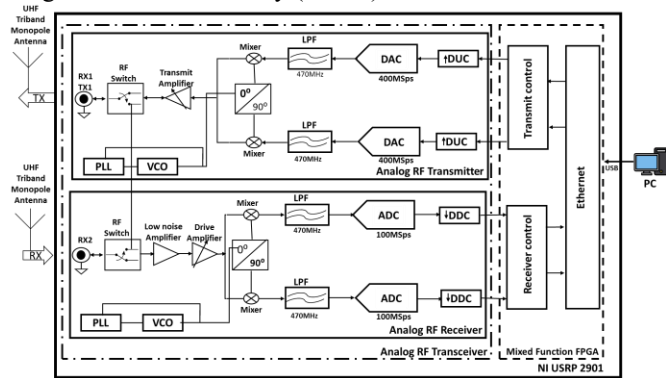 UHF
Triband
Monopole
Antenna
TX
RX1
TX1
RF
Switch
Transmit
Amplifier
Mixer
0°
90°
Mixer
LPF
470MHz
DAC
400MSps
↑DUC
LPF
470MHz
DAC
400MSps
↑DUC
PLL
VCO
Analog RF Transmitter
Transmit control
Ethernet
USB
PC
UHF
Triband
Monopole
Antenna
RX
RX2
RF
Switch
Low noise
Amplifier
Drive
Amplifier
Mixer
0°
90°
Mixer
LPF
470MHz
ADC
100MSps
↓DDC
LPF
470MHz
ADC
100MSps
↓DDC
PLL
VCO
Analog RF Receiver
Receiver control
Analog RF Transceiver
Mixed Function FPGA
NI USRP 2901